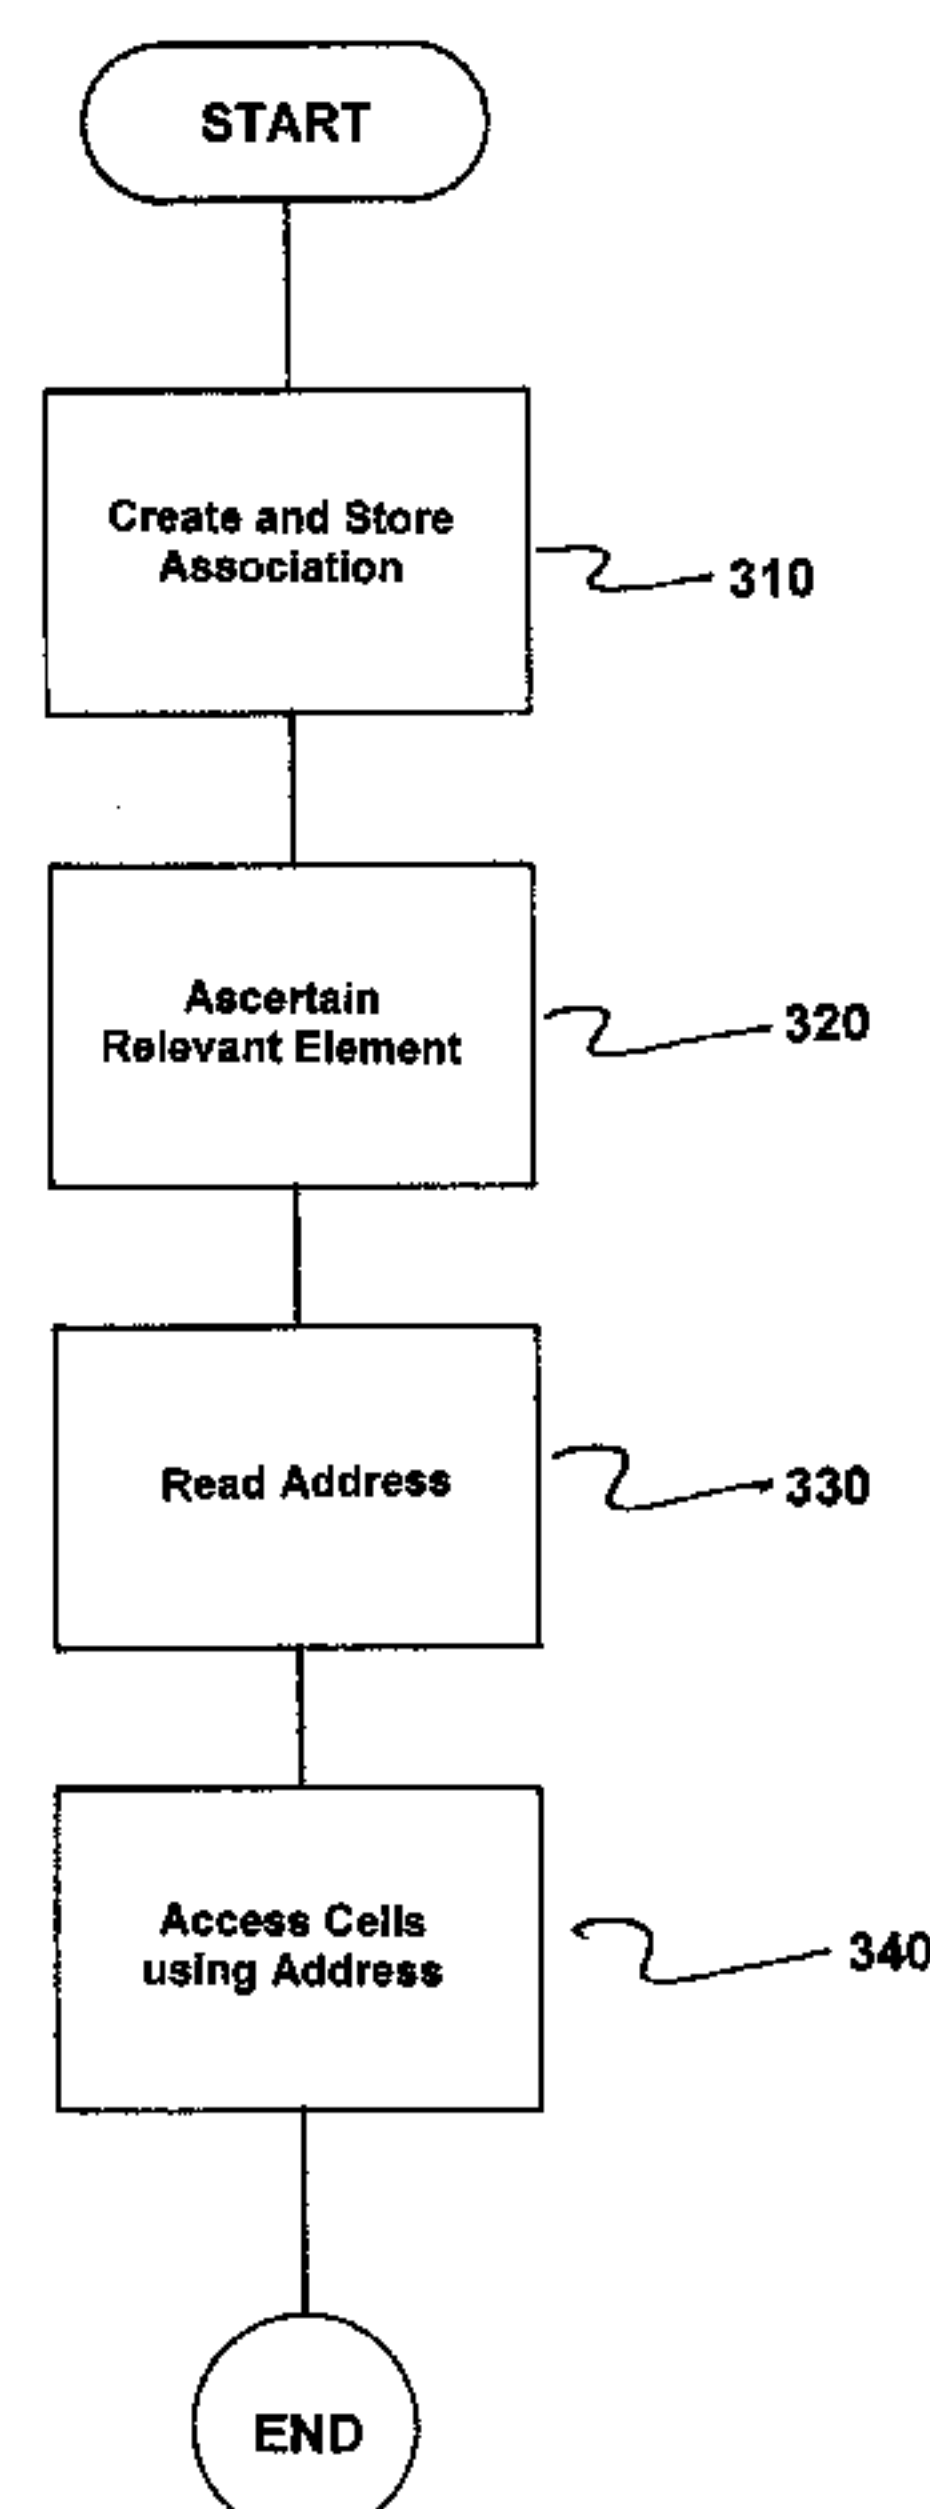 START
Create and Store
Association
310
Ascertain
Relevant Element
320
Read Address
330
Access Cells
using Address
340
END